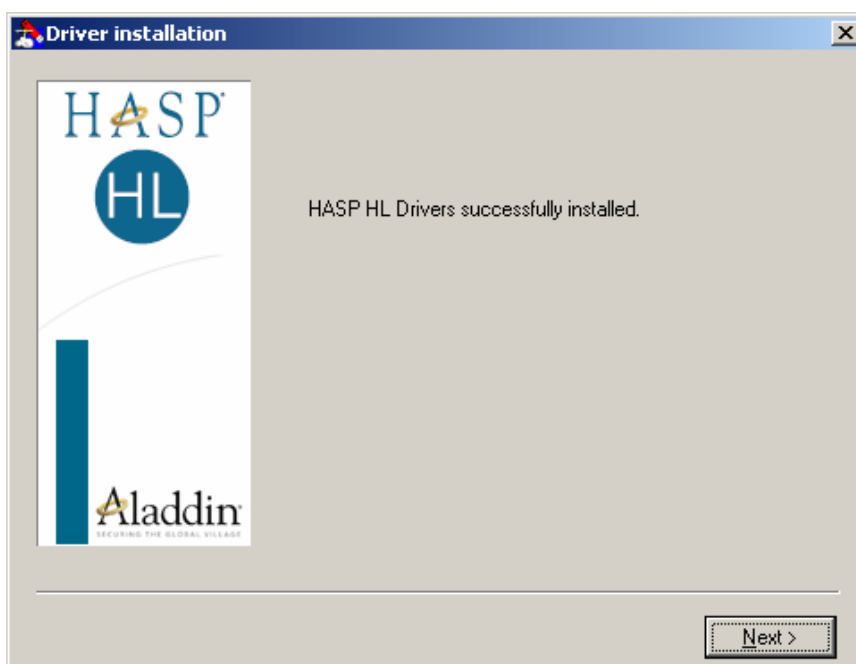 Driver installation
HASP®
HL
HASP HL Drivers successfully installed.
Aladdin
SECURING THE GLOBAL VILLAGE
Next >